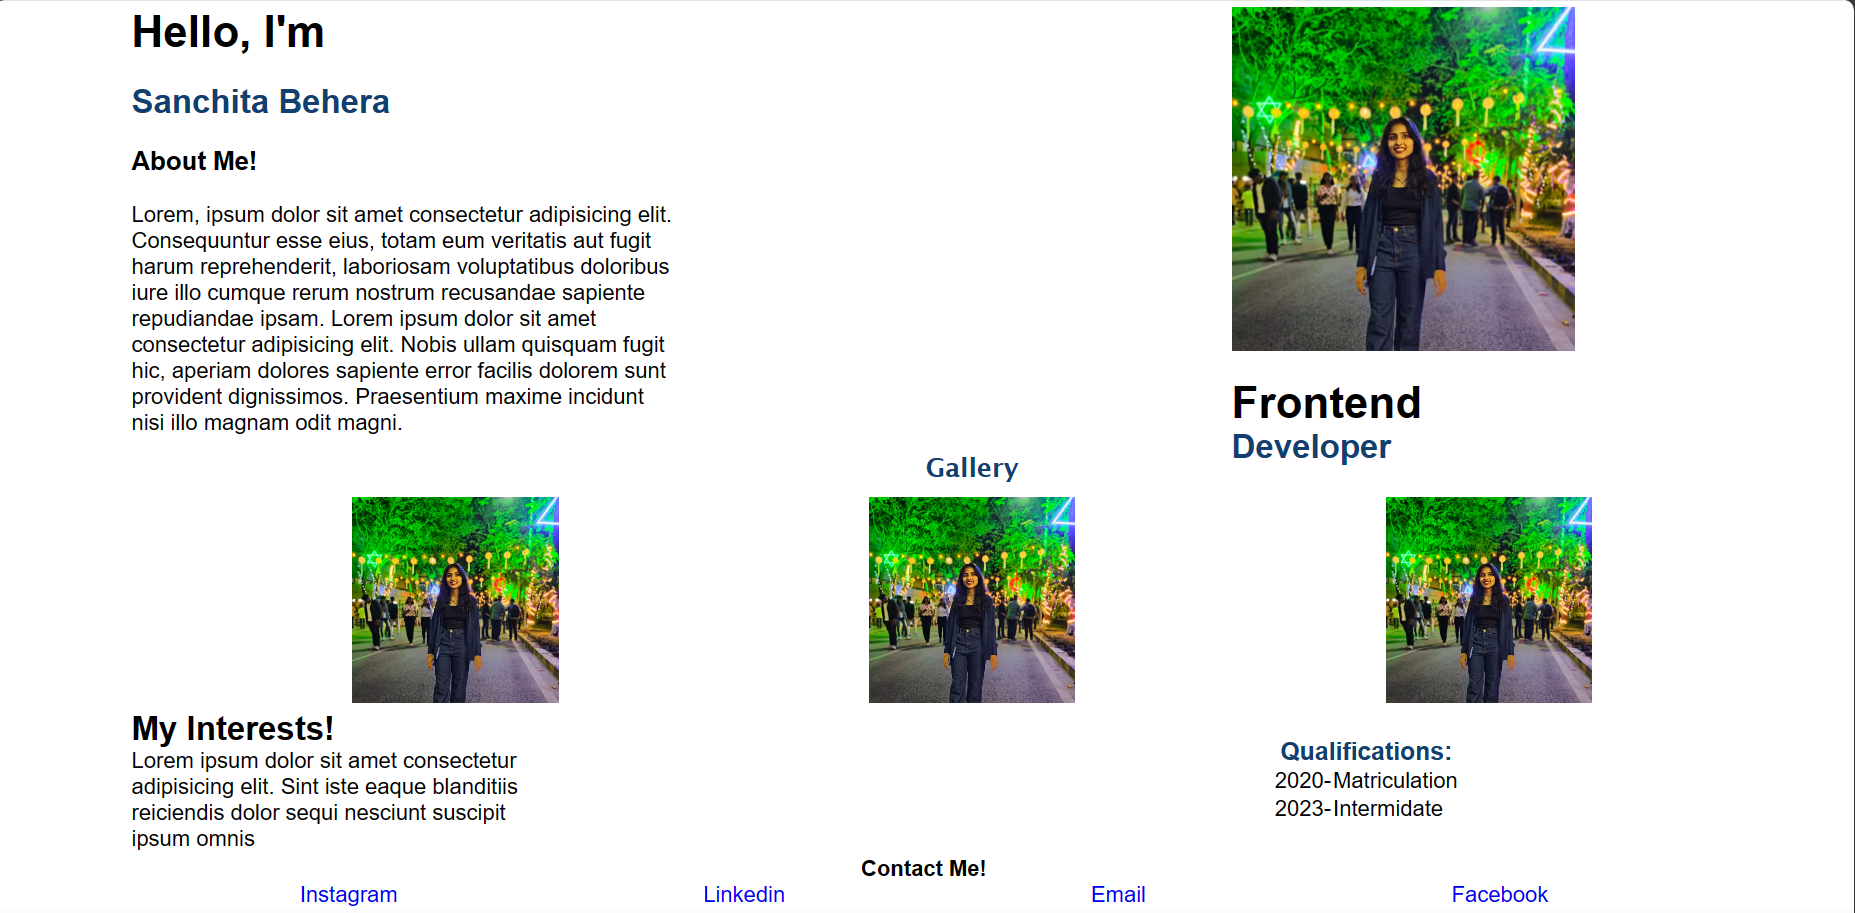 Hello, I'm
Sanchita Behera
About Me!
Lorem, ipsum dolor sit amet consectetur adipisicing elit.
Consequuntur esse eius, totam eum veritatis aut fugit
harum reprehenderit, laboriosam voluptatibus doloribus
iure illo cumque rerum nostrum recusandae sapiente
repudiandae ipsam. Lorem ipsum dolor sit amet
consectetur adipisicing elit. Nobis ullam quisquam fugit
hic, aperiam dolores sapiente error facilis dolorem sunt
provident dignissimos. Praesentium maxime incidunt
nisi illo magnam odit magni.
Frontend
Developer
Gallery
My Interests!
Lorem ipsum dolor sit amet consectetur
adipisicing elit. Sint iste eaque blanditiis
reiciendis dolor sequi nesciunt suscipit
ipsum omnis
Qualifications:
2020-Matriculation
2023-Intermidate
Contact Me!
Instagram Linkedin Email Facebook